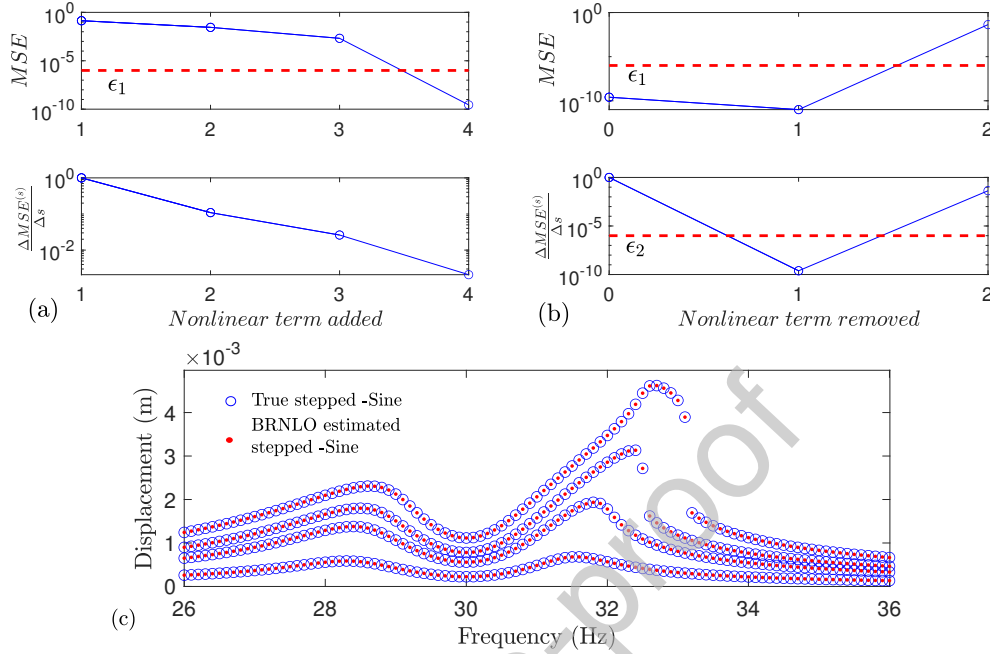 10^0
MSE
10^-5
ϵ1
10^-10
1 2 3 4
10^0
ΔMSE^(s)/Δs
10^-2
1 2 3 4
(a)
Nonlinear term added
10^0
MSE
10^-5
ϵ1
10^-10
0 1 2
10^0
ΔMSE^(s)/Δs
10^-5
ϵ2
10^-10
0 1 2
(b)
Nonlinear term removed
×10^-3
True stepped -Sine
BRNLO estimated
stepped -Sine
Displacement (m)
4
3
2
1
0
26 28 30 32 34 36
(c)
Frequency (Hz)
-proof